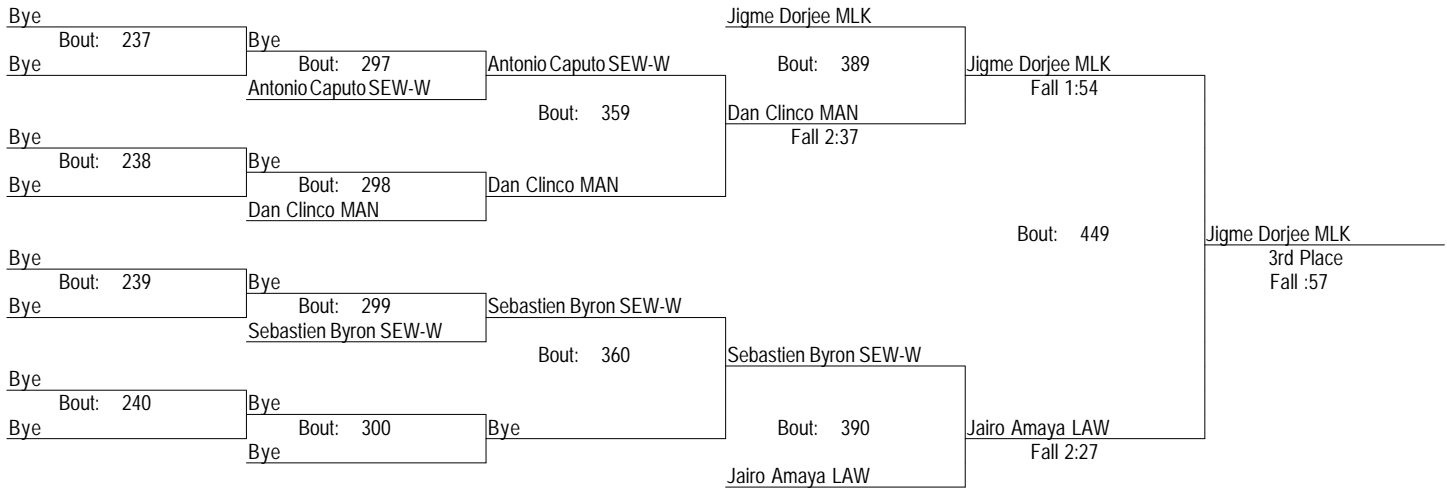 Bye
Bout: 237
Bye
Bye
Bout: 238
Bye
Bye
Bout: 239
Bye
Bye
Bout: 240
Bye
Bye
Bout: 297
Antonio Caputo SEW-W
Bye
Bout: 298
Dan Clinco MAN
Bye
Bout: 299
Sebastien Byron SEW-W
Bye
Bout: 300
Bye
Antonio Caputo SEW-W
Bout: 359
Dan Clinco MAN
Sebastien Byron SEW-W
Bout: 360
Bye
Jigme Dorjee MLK
Bout: 389
Dan Clinco MAN
Fall 2:37
Sebastien Byron SEW-W
Bout: 390
Jairo Amaya LAW
Jigme Dorjee MLK
Fall 1:54
Bout: 449
Jairo Amaya LAW
Fall 2:27
Jigme Dorjee MLK
3rd Place
Fall :57